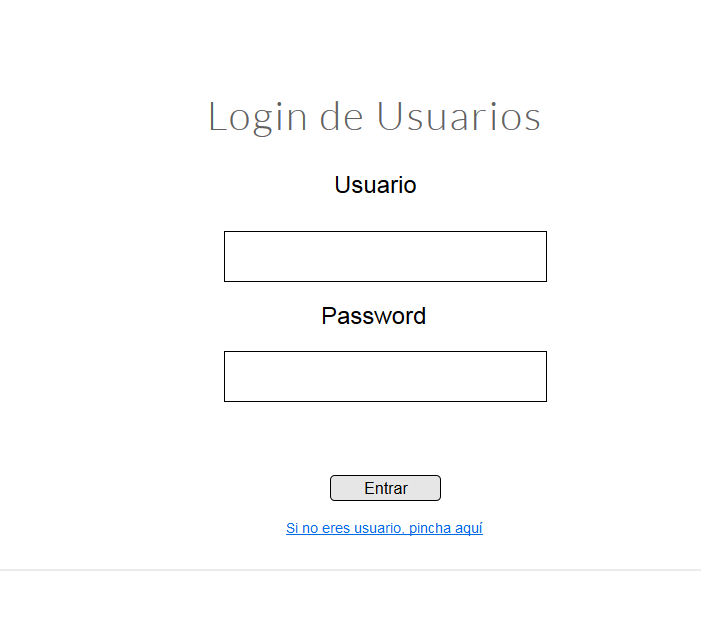 Login de Usuarios
Usuario
Password
Entrar
Si no eres usuario, pincha aquí